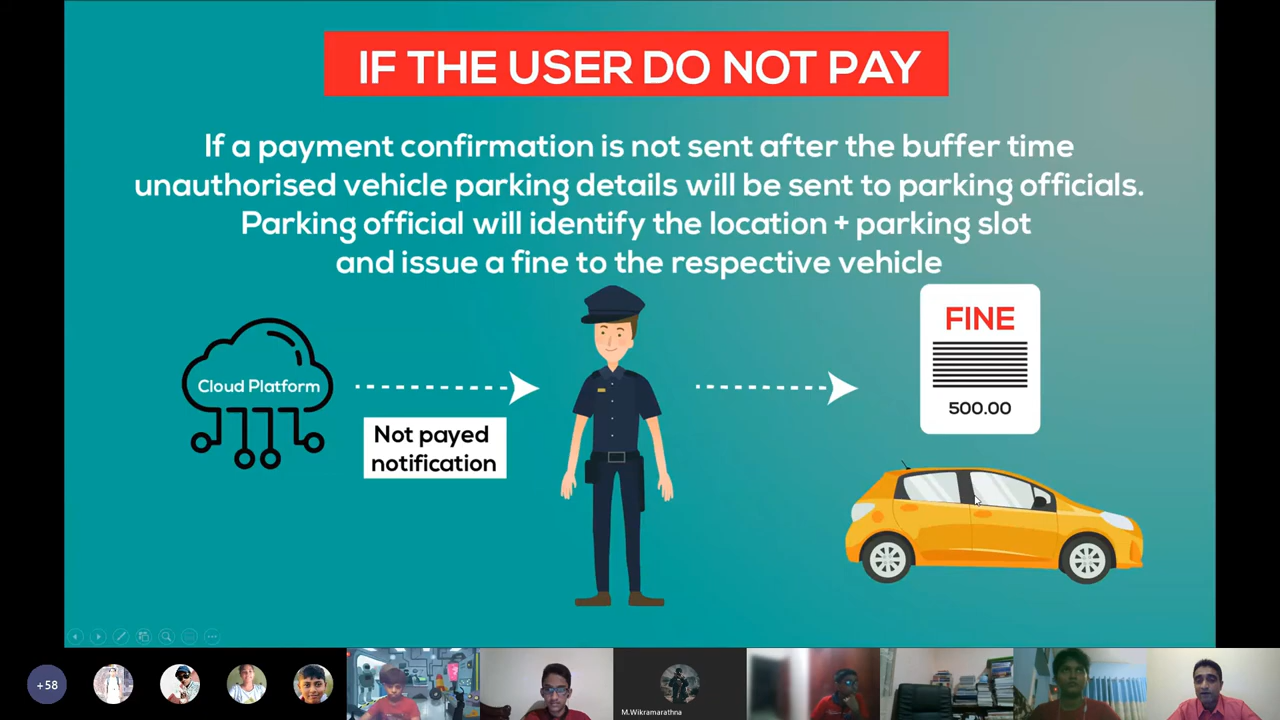 IF THE USER DO NOT PAY
If a payment confirmation is not sent after the buffer time
unauthorised vehicle parking details will be sent to parking officials.
Parking official will identify the location + parking slot
and issue a fine to the respective vehicle
Cloud Platform
Not payed
notification
FINE
500.00
+58
M.Wikramarathna